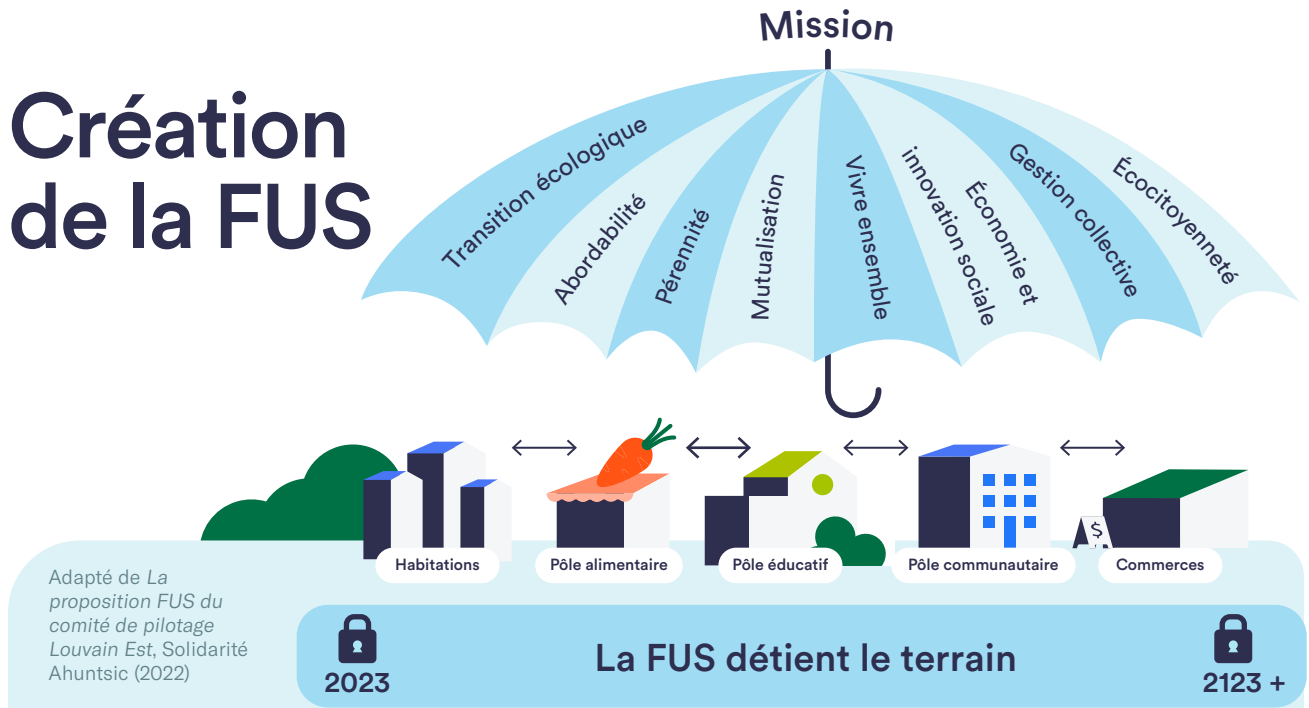 Mission
Création
de la FUS
Transition écologique
Abordabilité
Pérennité
Mutualisation
Vivre ensemble
Économie et
innovation sociale
Gestion collective
Écocitoyenneté
$
Habitations
Pôle alimentaire
Pôle éducatif
Pôle communautaire
Commerces
Adapté de La
proposition FUS du
comité de pilotage
Louvain Est, Solidarité
Ahuntsic (2022)
2023
La FUS détient le terrain
2123 +